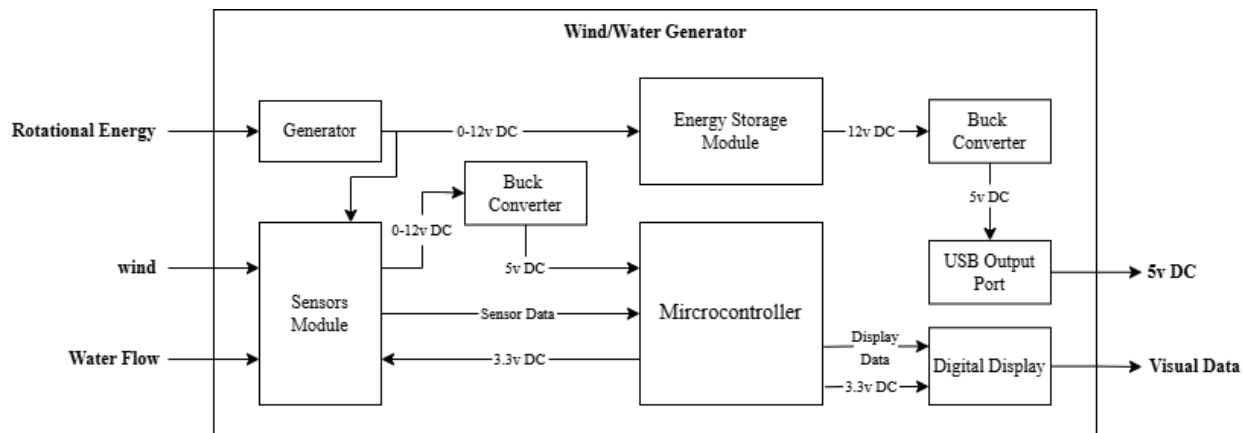 Wind/Water Generator
Rotational Energy
Generator
0-12v DC
Energy Storage
Module
12v DC
Buck
Converter
5v DC
Buck
Converter
0-12v DC
5v DC
wind
Water Flow
Sensors
Module
Sensor Data
3.3v DC
Mircrocontroller
USB Output
Port
5v DC
Display
Data
3.3v DC
Digital Display
Visual Data